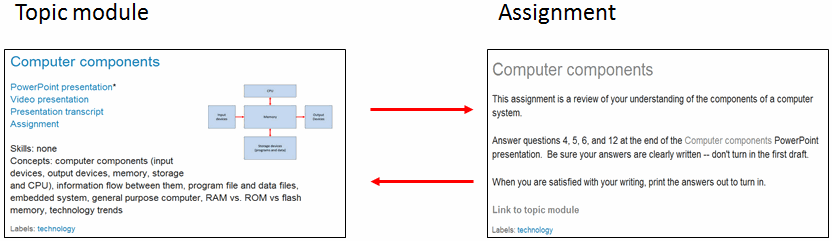 Topic module
Assignment
Computer components
PowerPoint presentation*
Video presentation
Presentation transcript
Assignment
CPU
Input
devices
Memory
Output
Devices
Storage devices
(programs and data)
Skills: none
Concepts: computer components (input
devices, output devices, memory, storage
and CPU), information flow between them, program file and data files,
embedded system, general purpose computer, RAM vs. ROM vs flash
memory, technology trends
Labels: technology
Computer components
This assignment is a review of your understanding of the components of a computer
system.
Answer questions 4, 5, 6, and 12 at the end of the Computer components PowerPoint
presentation. Be sure your answers are clearly written -- don't turn in the first draft.
When you are satisfied with your writing, print the answers out to turn in.
Link to topic module
Labels: technology